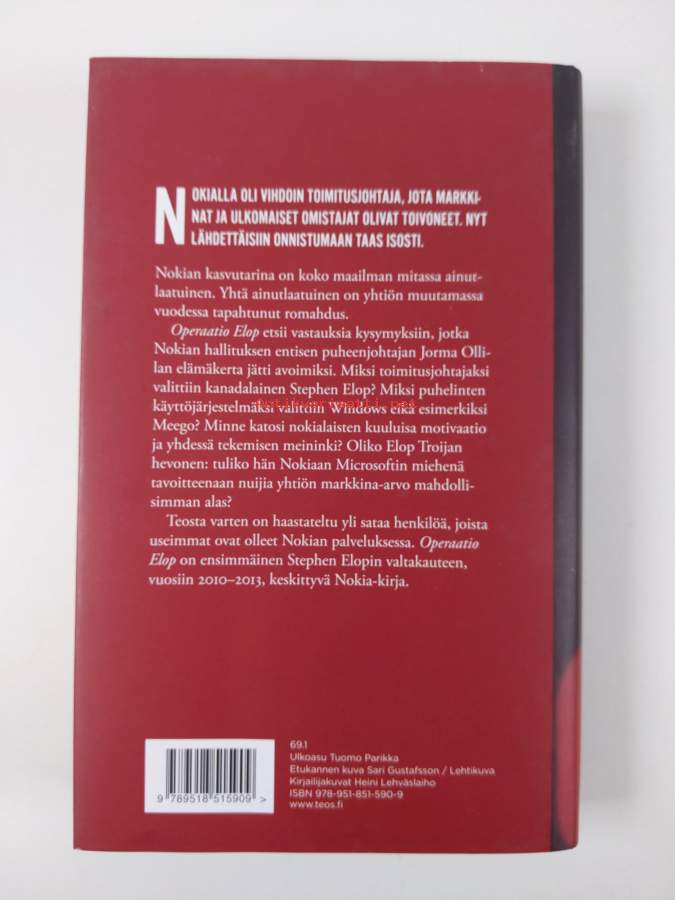 NOKIALLA OLI VIHDOIN TOIMITUSJOHTAJA, JOTA MARKKI-
NAT JA ULKOMAISET OMISTAJAT OLIVAT TOIVONEET. NYT
LÄHDETTÄISIIN ONNISTUMAAN TAAS ISOSTI.
Nokian kasvutarina on koko maailman mitassa ainut-
laatuinen. Yhtä ainutlaatuinen on yhtiön muutamassa
vuodessa tapahtunut romahdus.
Operaatio Elop etsii vastauksia kysymyksiin, jotka
Nokian hallituksen entisen puheenjohtajan Jorma Olli-
lan elämäkerta jätti avoimiksi. Miksi toimitusjohtajaksi
valittiin kanadalainen Stephen Elop? Miksi puhelinten
antikvariaatti.net
käyttöjärjestelmäksi valittiin Windows eikä esimerkiksi
Meego? Minne katosi nokialaisten kuuluisa motivaatio
ja yhdessä tekemisen meininki? Oliko Elop Troijan
hevonen: tuliko hän Nokiaan Microsoftin miehenä
tavoitteenaan nuijia yhtiön markkina-arvo mahdolli-
simman alas?
Teosta varten on haastateltu yli sataa henkilöä, joista
useimmat ovat olleet Nokian palveluksessa. Operaatio
Elop on ensimmäinen Stephen Elopin valtakauteen,
vuosiin 2010–2013, keskittyvä Nokia-kirja.
69.1
Ulkoasu Tuomo Parikka
Etukannen kuva Sari Gustafsson / Lehtikuva
Kirjailijakuvat Heini Lehväslaiho
ISBN 978-951-851-590-9
www.teos.fi
9 789518 515909 >